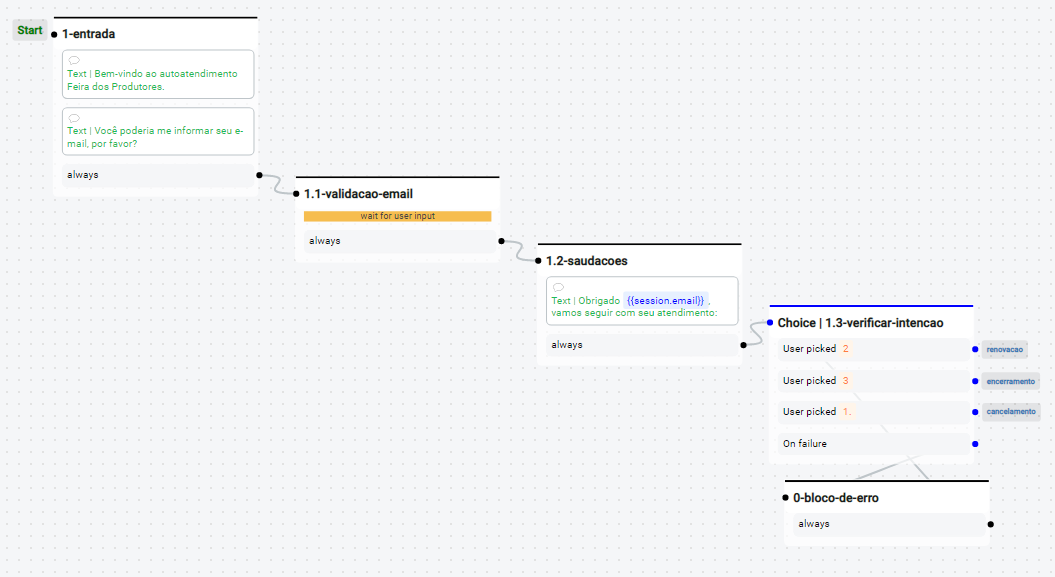 Start
1-entrada
Text | Bem-vindo ao autoatendimento
Feira dos Produtores.
Text | Você poderia me informar seu e-
mail, por favor?
always
1.1-validacao-email
wait for user input
always
1.2-saudacoes
Text | Obrigado {{session.email}} ,
vamos seguir com seu atendimento:
always
Choice | 1.3-verificar-intencao
User picked 2 renovacao
User picked 3 encerramento
User picked 1. cancelamento
On failure
0-bloco-de-erro
always